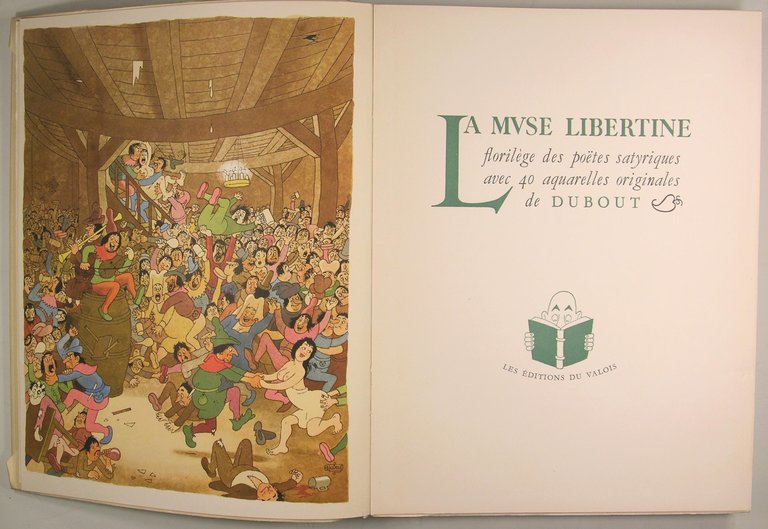 LA MVSE LIBERTINE
florilège des poëtes satyriques
avec 40 aquarelles originales
de DUBOUT
LES ÉDITIONS DU VALOIS